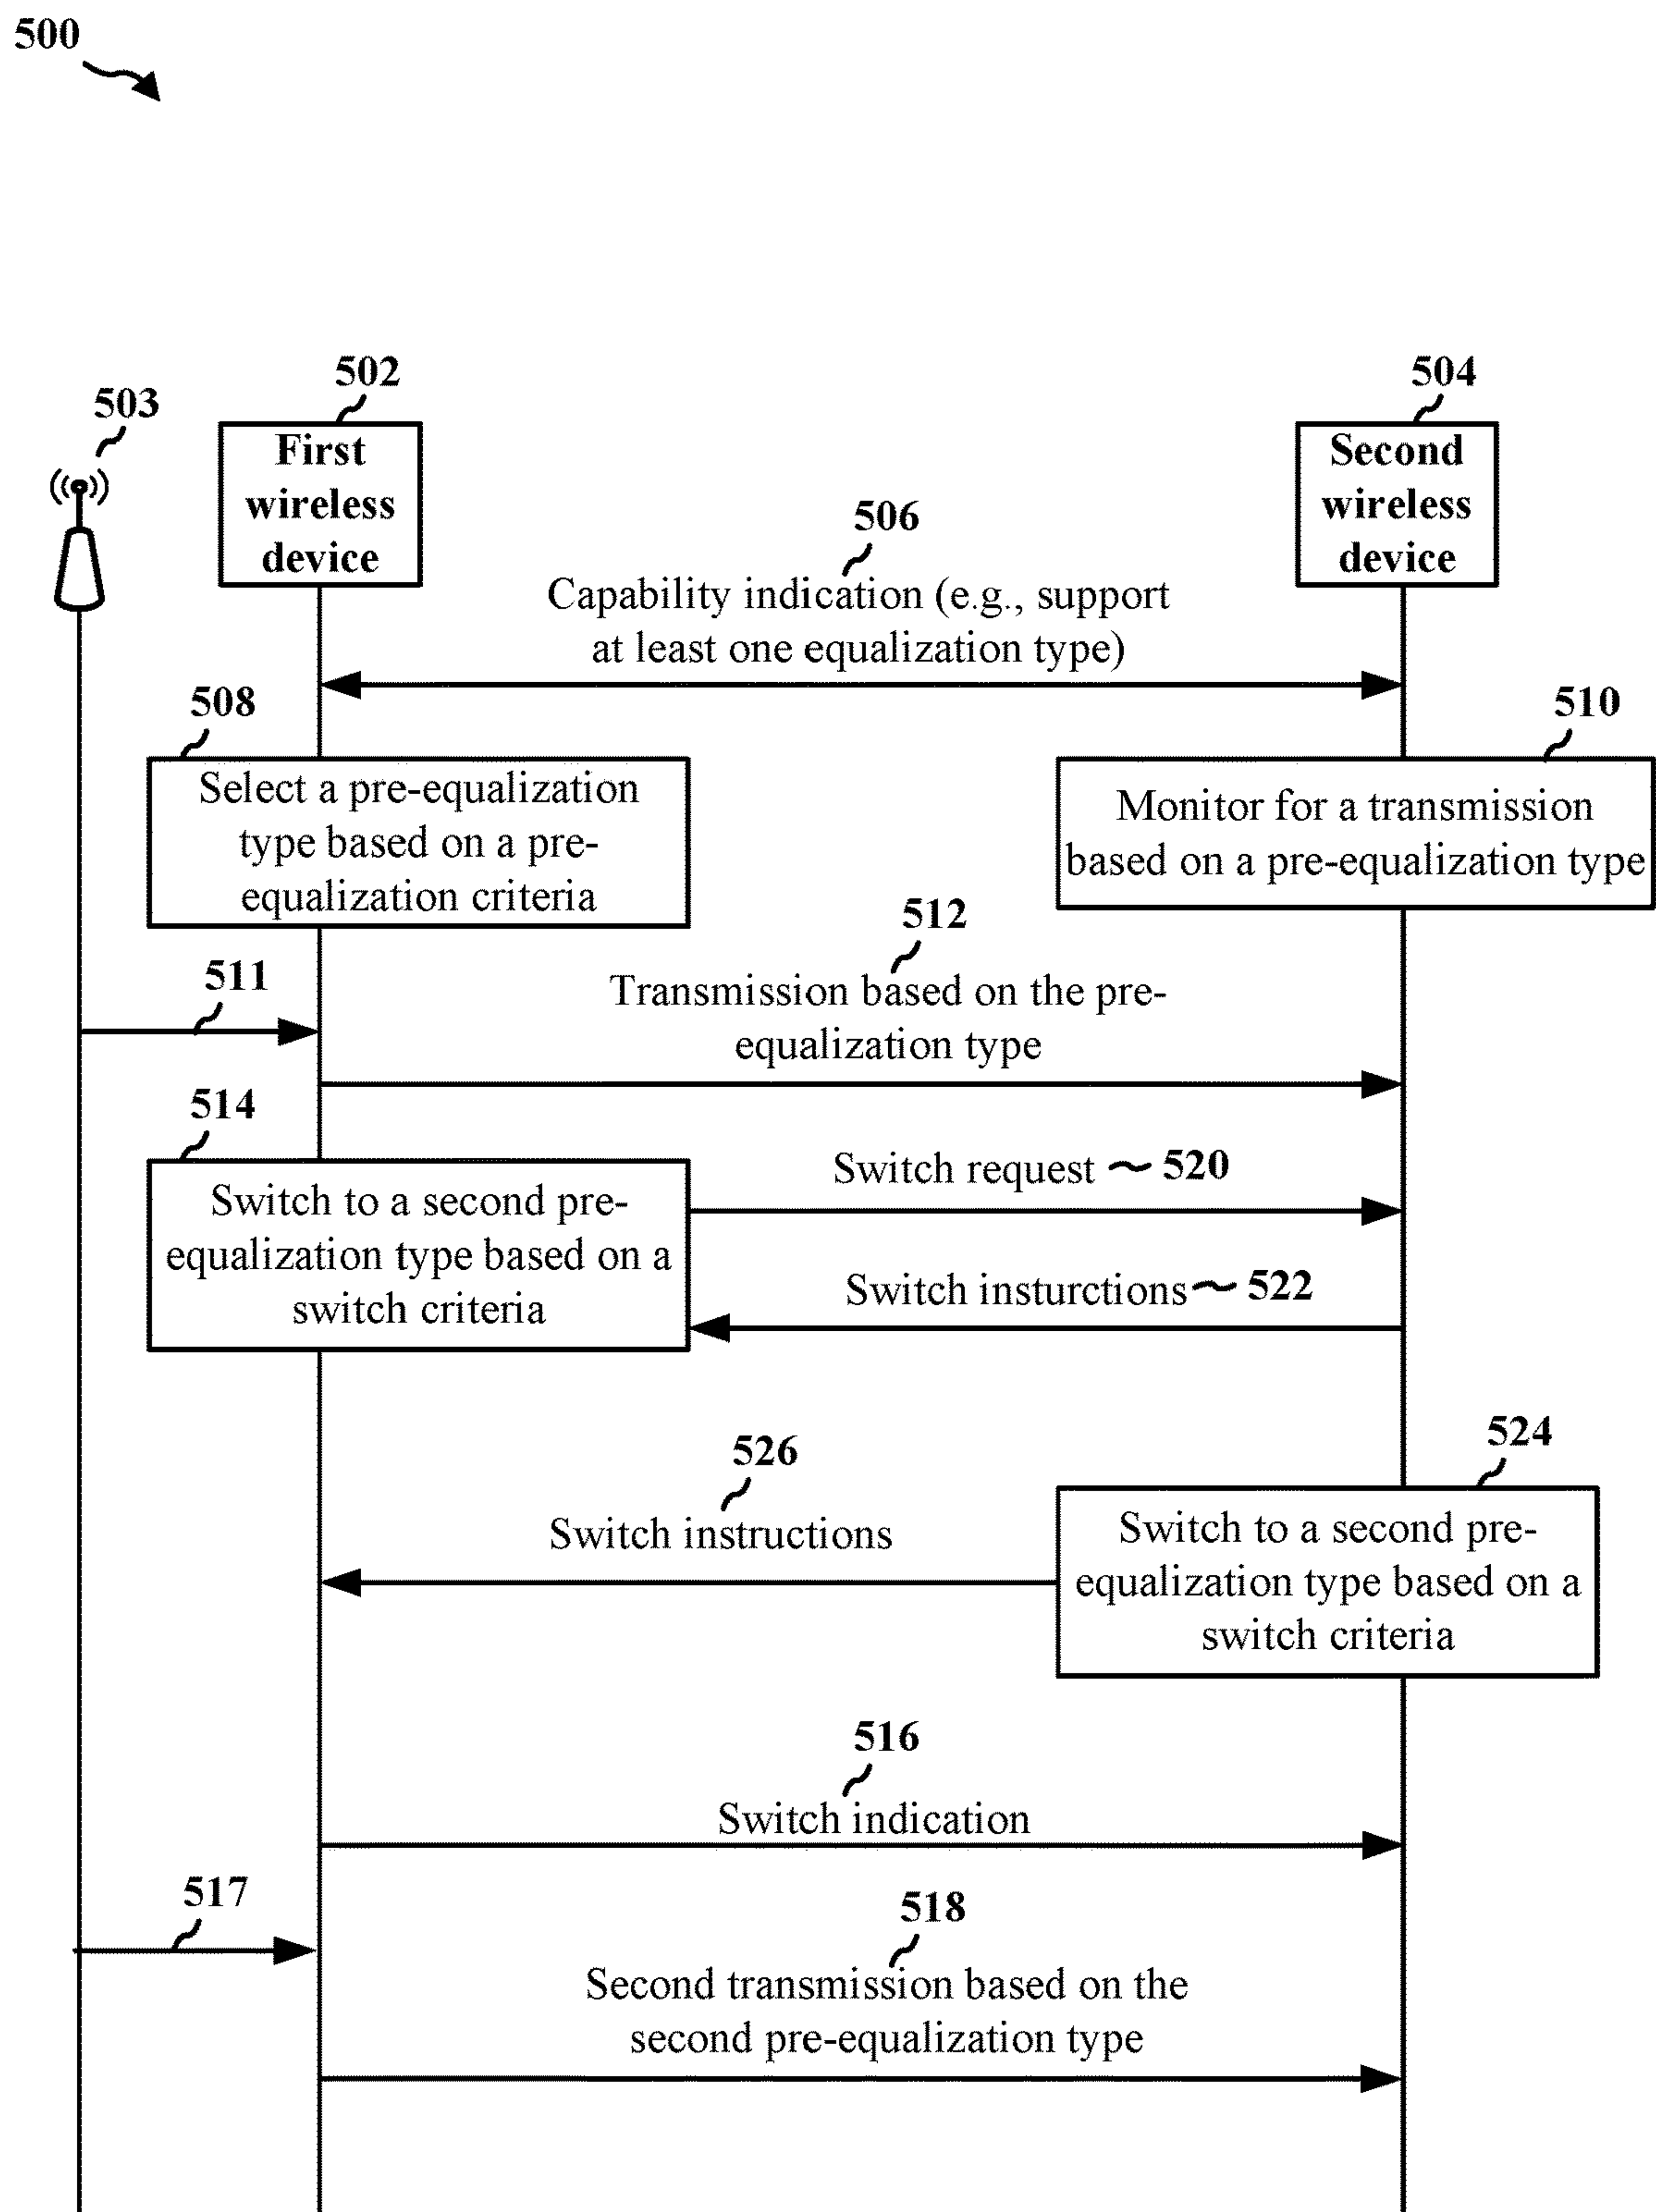 500
503
502
First
wireless
device
504
Second
wireless
device
506
Capability indication (e.g., support
at least one equalization type)
508
Select a pre-equalization
type based on a pre-
equalization criteria
510
Monitor for a transmission
based on a pre-equalization type
511
512
Transmission based on the pre-
equalization type
514
Switch to a second pre-
equalization type based on a
switch criteria
Switch request 520
Switch insturctions 522
524
Switch to a second pre-
equalization type based on a
switch criteria
526
Switch instructions
516
Switch indication
517
518
Second transmission based on the
second pre-equalization type